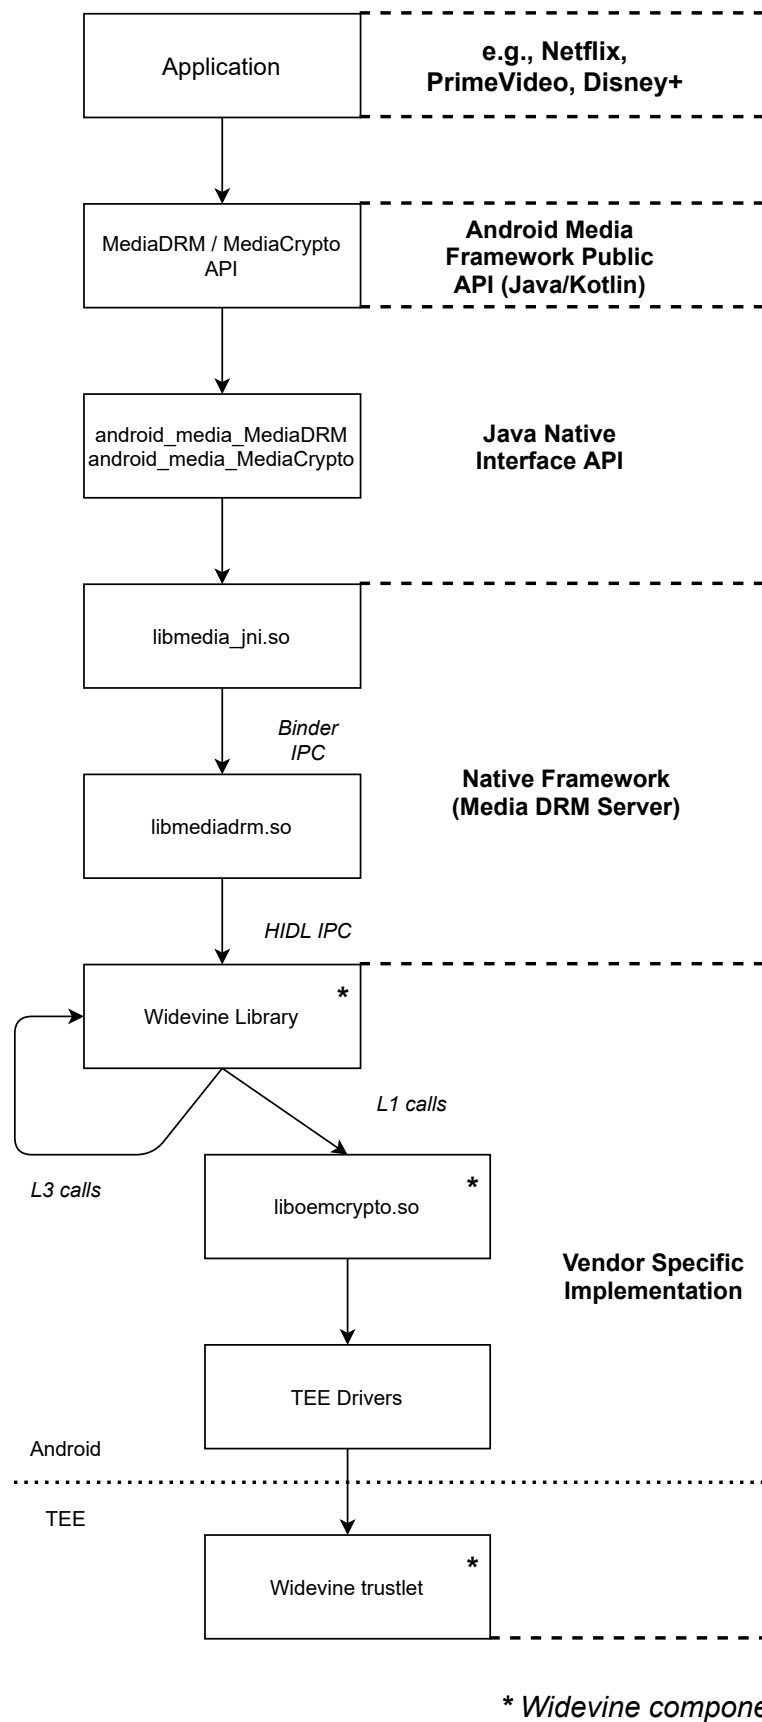 Application
e.g., Netflix,
PrimeVideo, Disney+
MediaDRM / MediaCrypto
API
Android Media
Framework Public
API (Java/Kotlin)
android_media_MediaDRM
android_media_MediaCrypto
Java Native
Interface API
libmedia_jni.so
Binder
IPC
libmediadrm.so
Native Framework
(Media DRM Server)
HIDL IPC
*
Widevine Library
L1 calls
L3 calls
*
liboemcrypto.so
Vendor Specific
Implementation
TEE Drivers
Android
TEE
*
Widevine trustlet
* Widevine compone